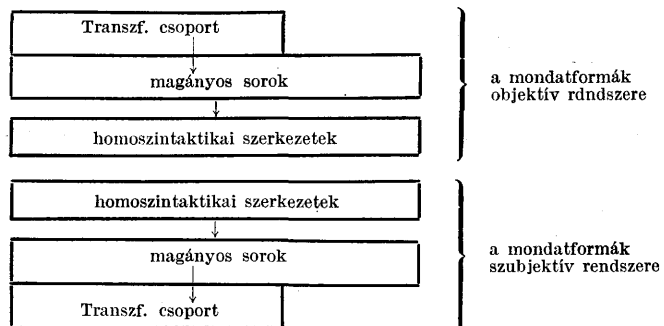 Transzf. csoport
magányos sorok
homoszintaktikai szerkezetek
a mondatformák
objektív rdndszere
homoszintaktikai szerkezetek
magányos sorok
Transzf. csoport
a mondatformák
szubjektív rendszere